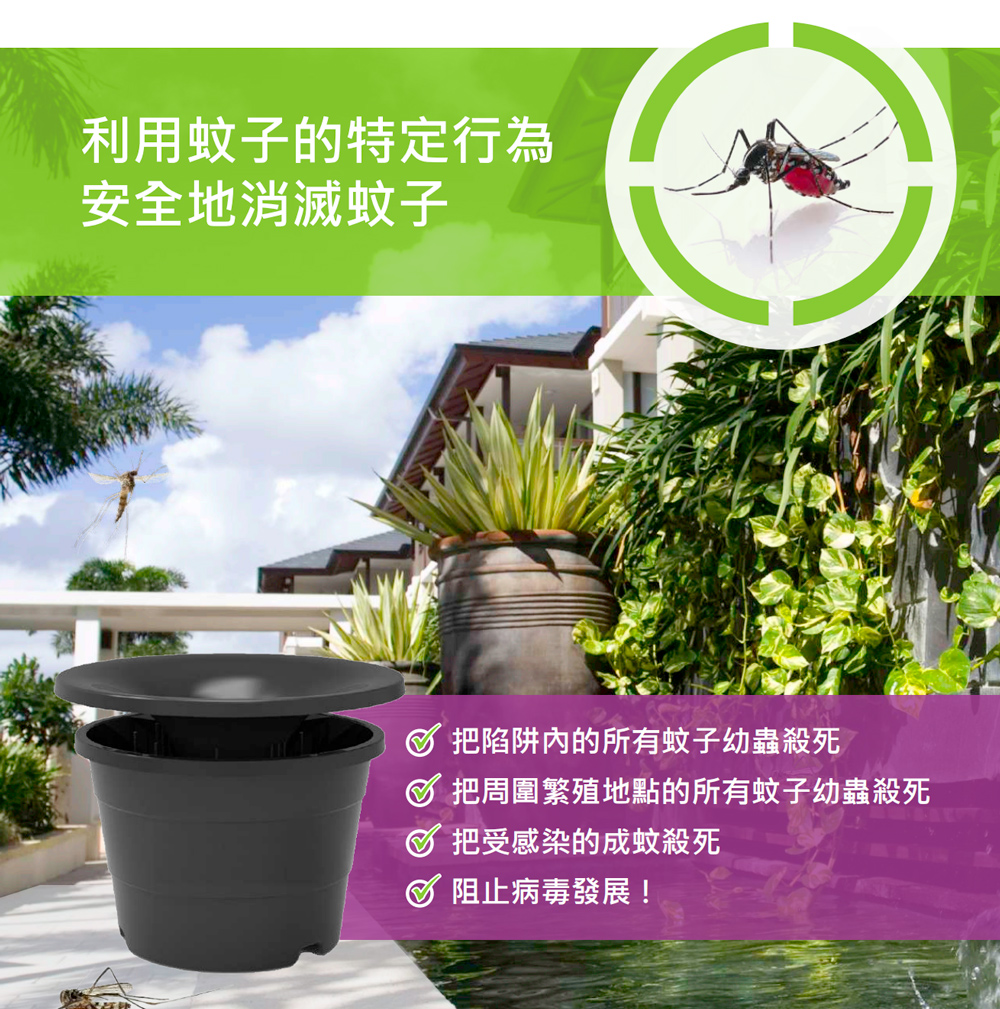 利用蚊子的特定行為
安全地消滅蚊子
把陷阱內的所有蚊子幼蟲殺死
把周圍繁殖地點的所有蚊子幼蟲殺死
把受感染的成蚊殺死
阻止病毒發展！